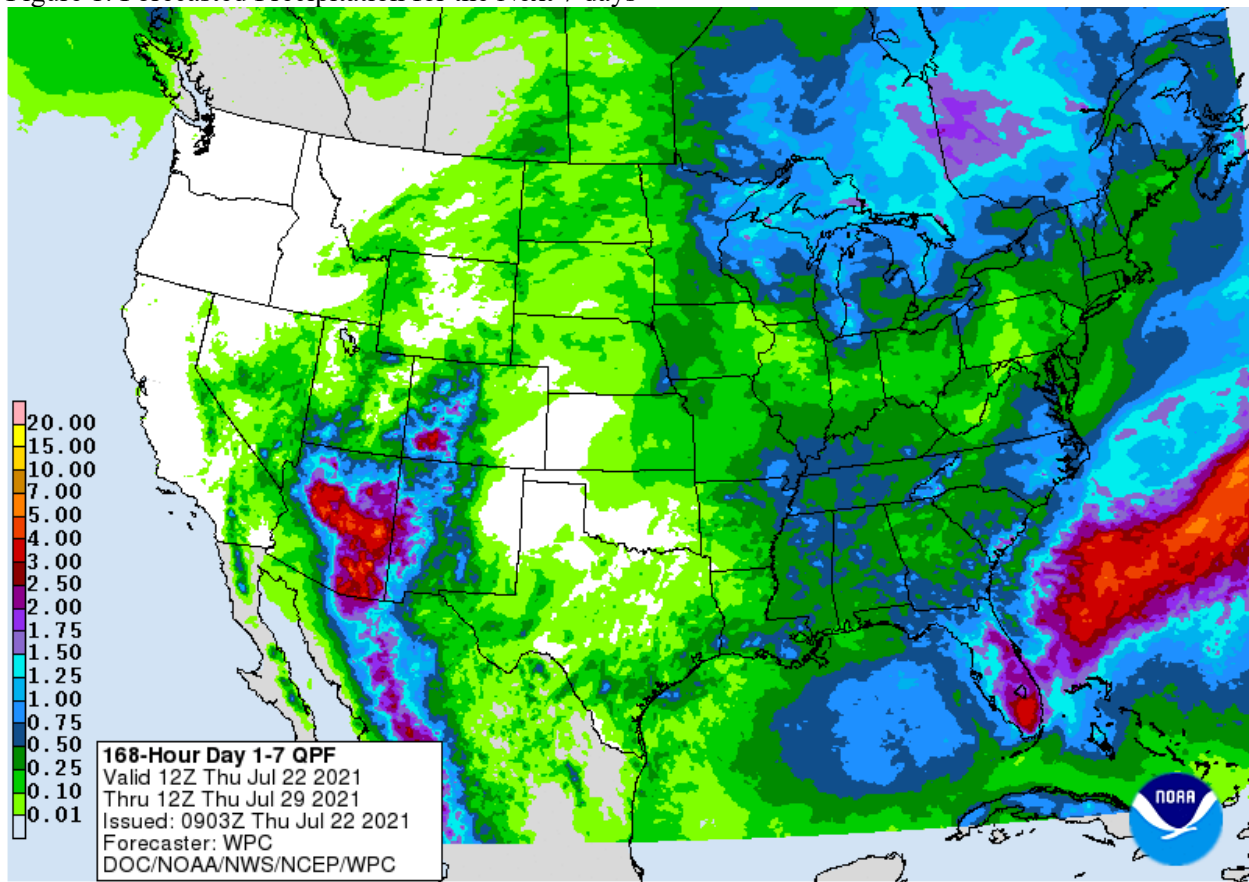 20.00
15.00
10.00
7.00
5.00
4.00
3.00
2.50
2.00
1.75
1.50
1.25
1.00
0.75
0.50
0.25
0.10
0.01
168-Hour Day 1-7 QPF
Valid 12Z Thu Jul 22 2021
Thru 12Z Thu Jul 29 2021
Issued: 0903Z Thu Jul 22 2021
Forecaster: WPC
DOC/NOAA/NWS/NCEP/WPC
NOAA